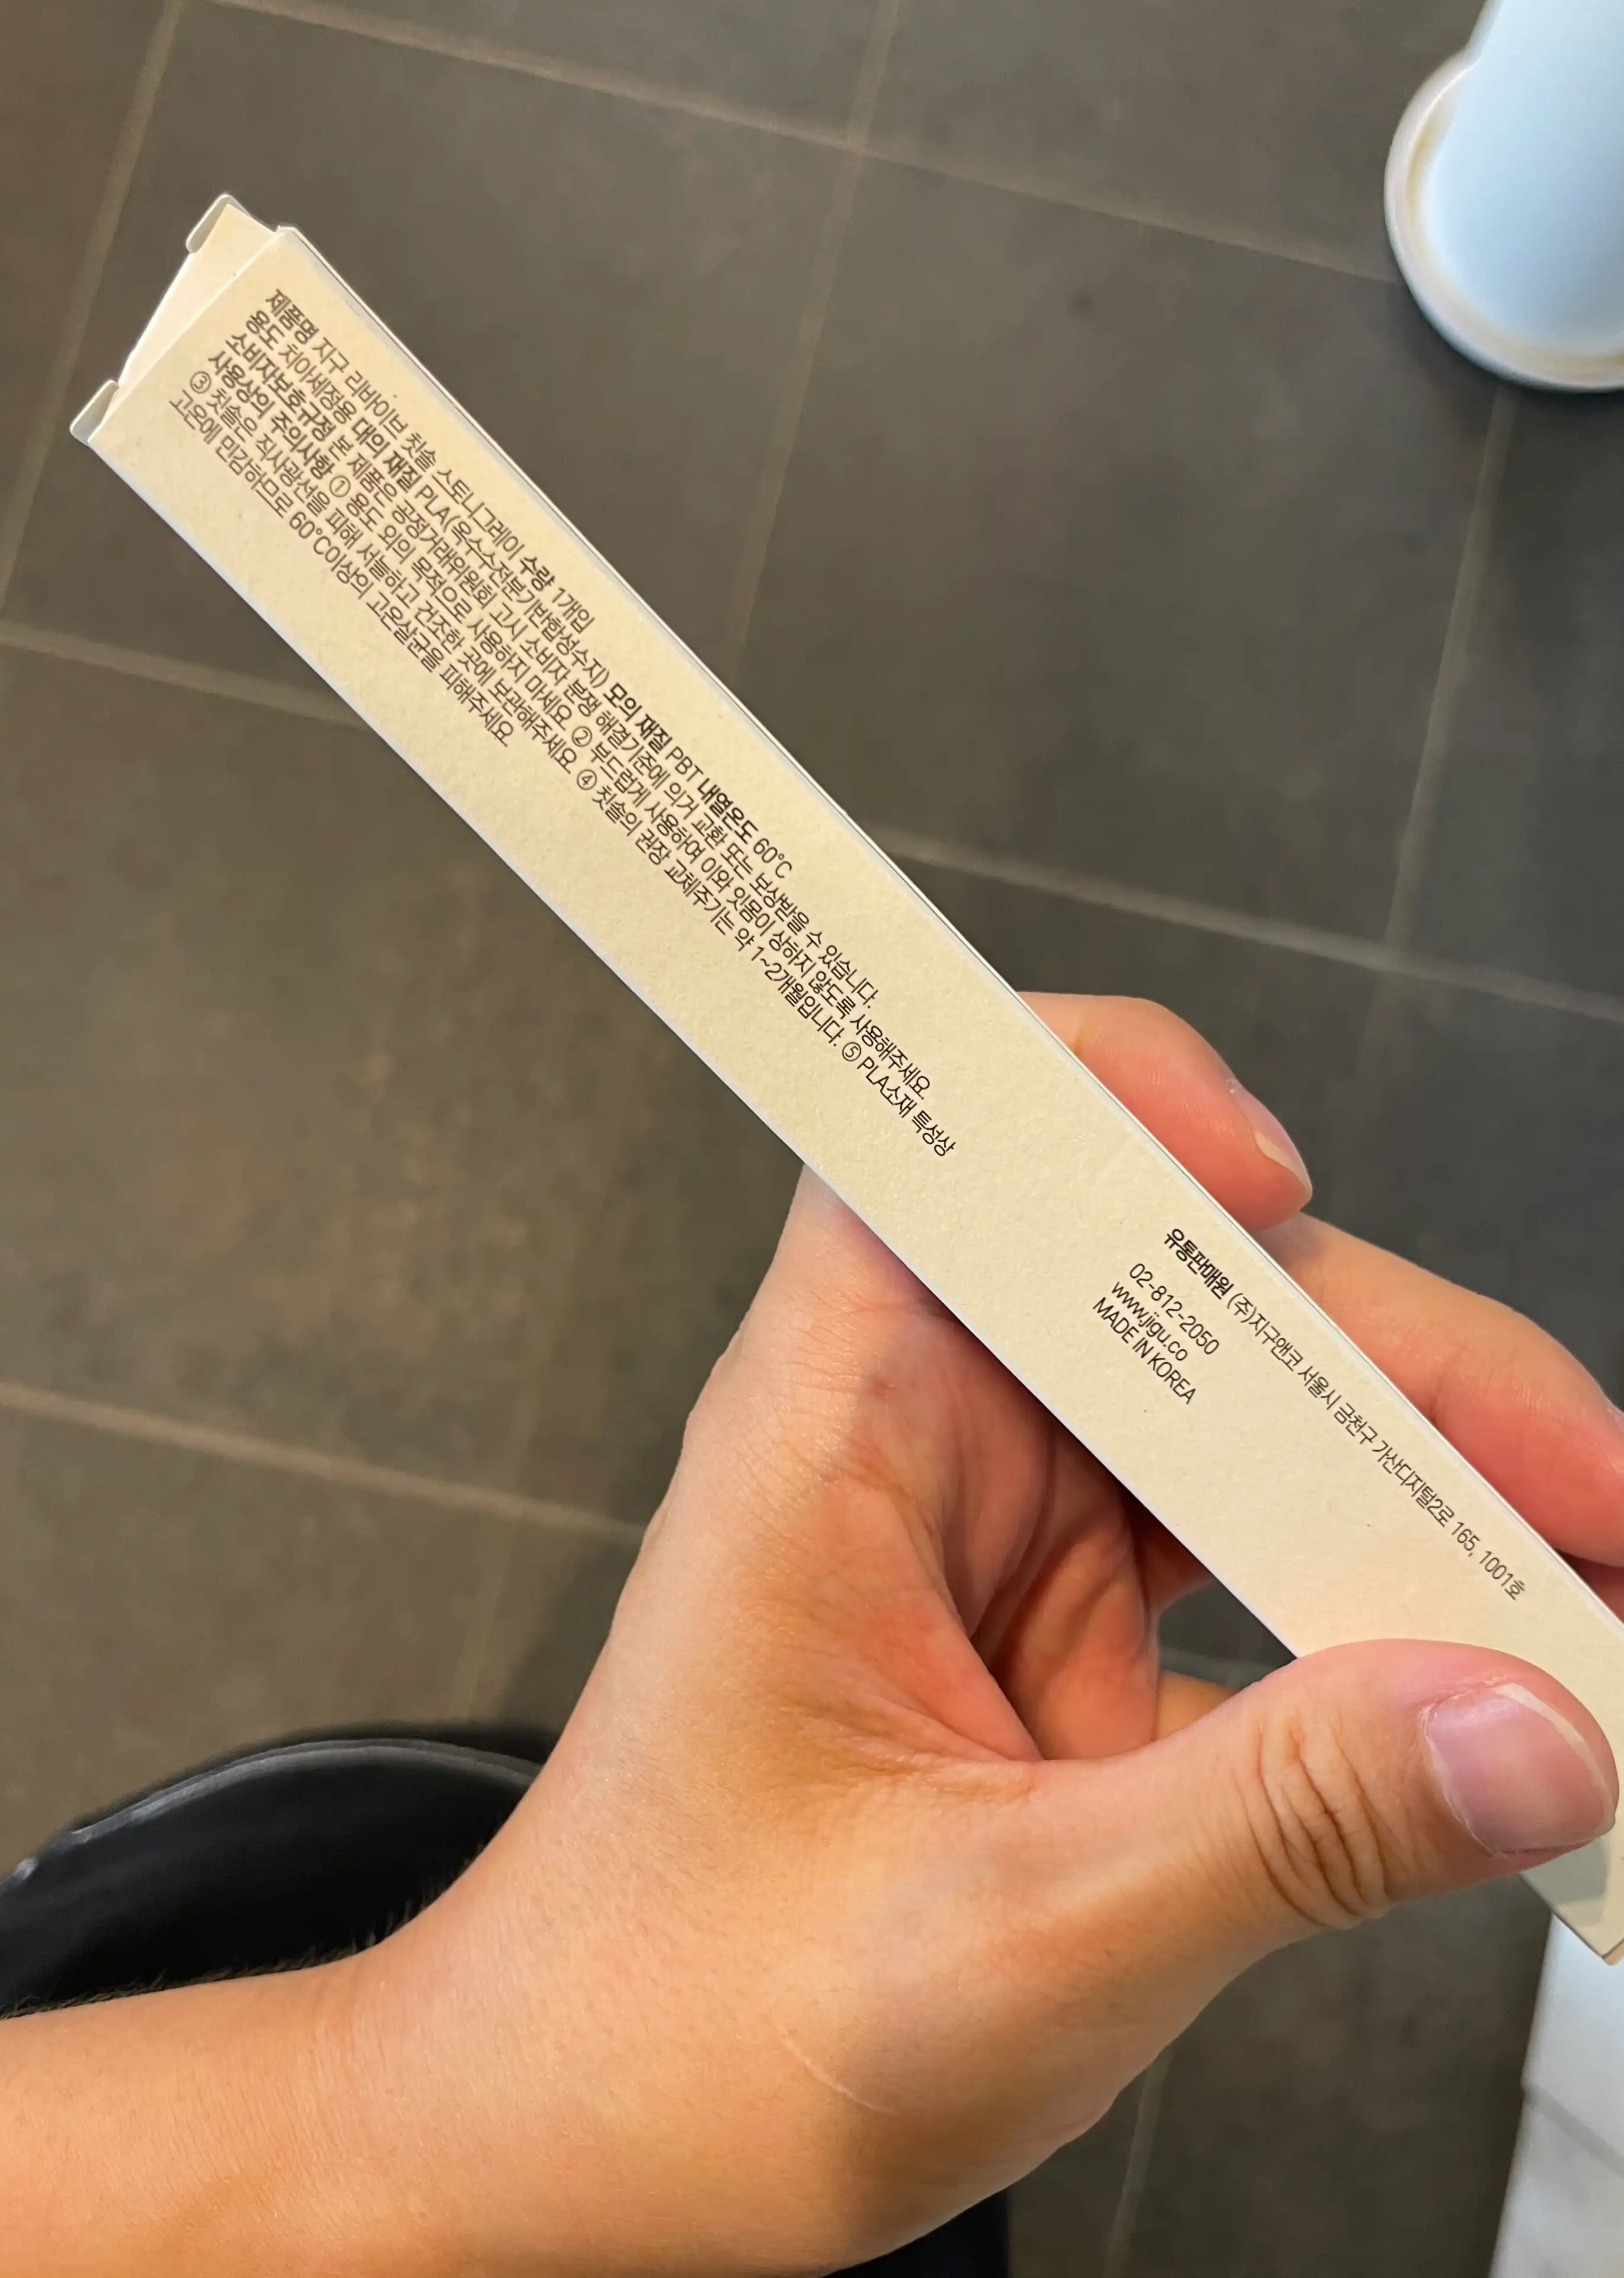 제품명 지구 리바이브 칫솔 스토니그레이 수량 1개입
용도 치아세정용 대의 재질 PLA(옥수수전분기반합성수지) 모의 재질 PBT 내열온도 60℃
소비자보호규정 본 제품은 공정거래위원회 고시 소비자 분쟁 해결기준에 의거 교환 또는 보상받을 수 있습니다.
사용상의 주의사항 ① 용도 외의 목적으로 사용하지 마세요. ② 부드럽게 사용하여 이와 잇몸이 상하지 않도록 사용해주세요.
③ 칫솔은 직사광선을 피해 서늘하고 건조한 곳에 보관해주세요. ④ 칫솔의 권장 교체주기는 약 1~2개월입니다. ⑤ PLA소재 특성상
고온에 민감하므로 60℃이상의 고온살균을 피해주세요.
유통판매원 (주)지구앤코 서울시 금천구 가산디지털2로 165, 1001호
02-812-2050
www.jigu.co
MADE IN KOREA